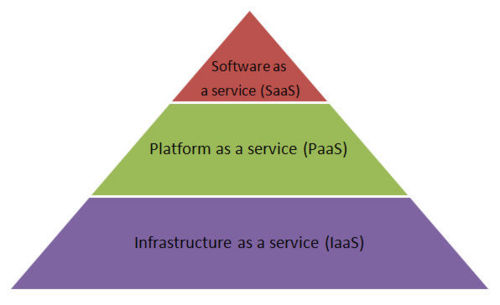 Software as
a service (SaaS)
Platform as a service (PaaS)
Infrastructure as a service (IaaS)